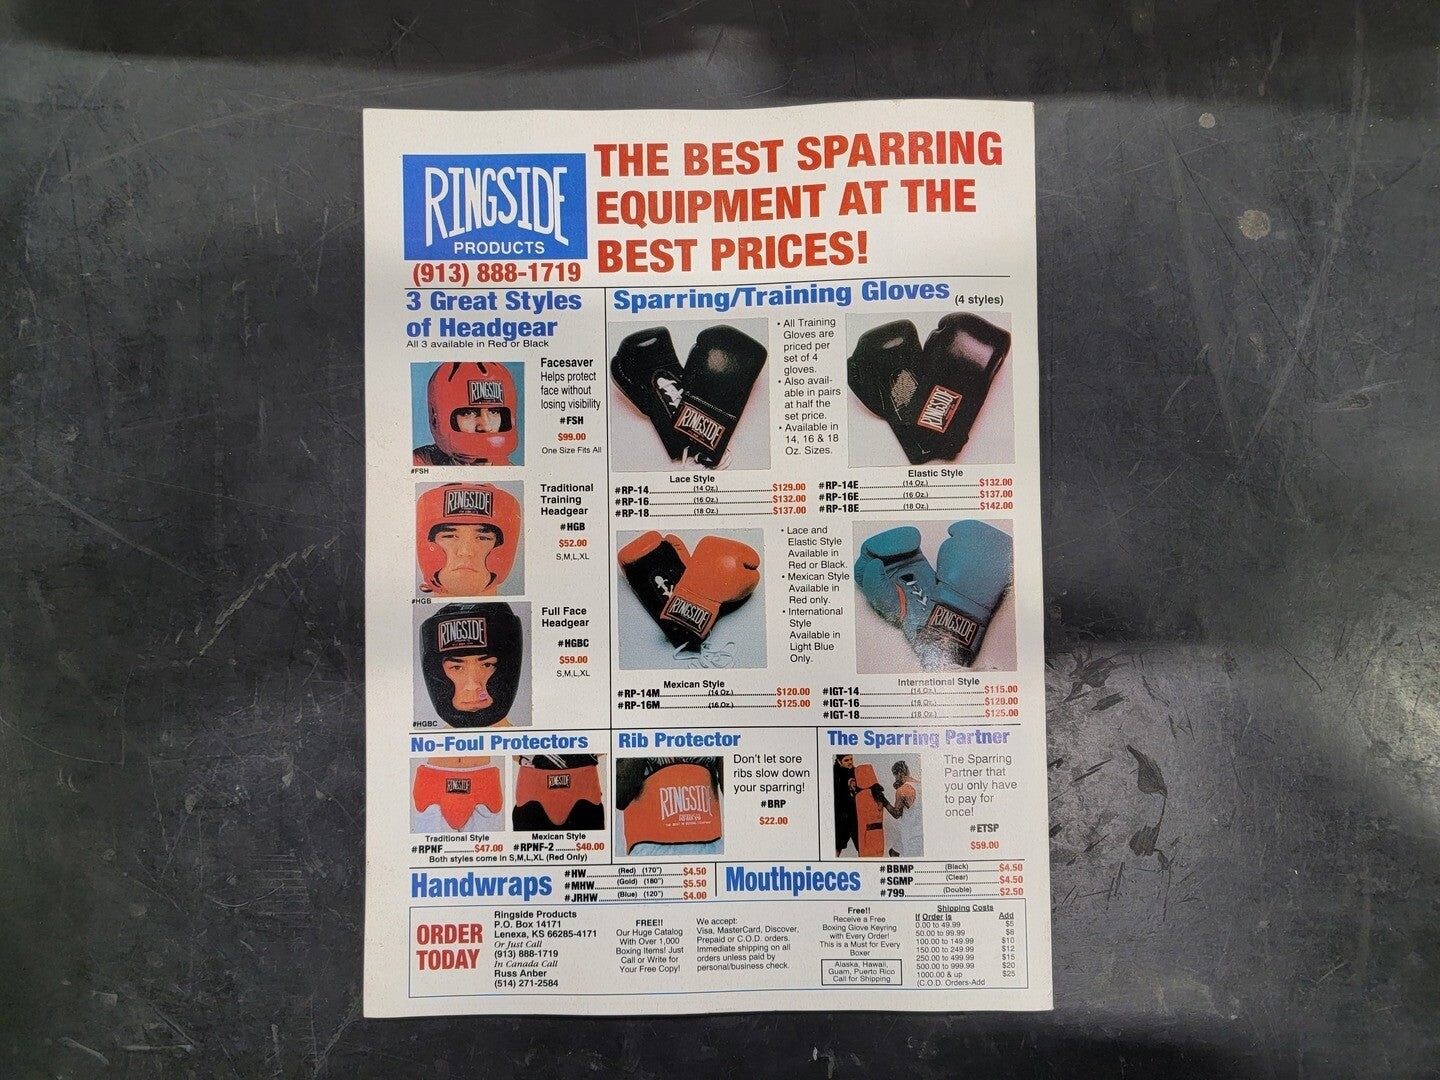 RINGSIDE
PRODUCTS
(913) 888-1719
THE BEST SPARRING
EQUIPMENT AT THE
BEST PRICES!
3 Great Styles
of Headgear
All 3 available in Red or Black
RINGSIDE
#FSH
Facesaver
Helps protect
face without
losing visibility
#FSH
$99.00
One Size Fits All
RINGSIDE
#HGB
Traditional
Training
Headgear
#HGB
$52.00
S,M,L,XL
RINGSIDE
#HGBC
Full Face
Headgear
#HGBC
$59.00
S,M,L,XL
Sparring/Training Gloves (4 styles)
RINGSIDE
• All Training
Gloves are
priced per
set of 4
gloves.
• Also avail-
able in pairs
at half the
set price.
• Available in
14, 16 & 18
Oz. Sizes.
RINGSIDE
Lace Style
#RP-14 (14 Oz.) $129.00
#RP-16 (16 Oz.) $132.00
#RP-18 (18 Oz.) $137.00
Elastic Style
#RP-14E (14 Oz.) $132.00
#RP-16E (16 Oz.) $137.00
#RP-18E (18 Oz.) $142.00
RINGSIDE
• Lace and
Elastic Style
Available in
Red or Black.
• Mexican Style
Available in
Red only.
• International
Style
Available in
Light Blue
Only.
RINGSIDE
Mexican Style
#RP-14M (14 Oz.) $120.00
#RP-16M (16 Oz.) $125.00
International Style
#IGT-14 (14 Oz.) $115.00
#IGT-16 (16 Oz.) $120.00
#IGT-18 (18 Oz.) $125.00
No-Foul Protectors
RINGSIDE
Traditional Style
#RPNF $47.00
Mexican Style
#RPNF-2 $40.00
Both styles come in S,M,L,XL (Red Only)
Rib Protector
RINGSIDE
Don't let sore
ribs slow down
your sparring!
#BRP
$22.00
The Sparring Partner
The Sparring
Partner that
you only have
to pay for
once!
#ETSP
$59.00
Handwraps
#HW (Red) (170") $4.50
#MHW (Gold) (180") $5.50
#JRHW (Blue) (120") $4.00
Mouthpieces
#BBMP (Black) $4.50
#SGMP (Clear) $4.50
#799 (Double) $2.50
ORDER
TODAY
Ringside Products
P.O. Box 14171
Lenexa, KS 66285-4171
Or Just Call
(913) 888-1719
In Canada Call
Russ Anber
(514) 271-2584
FREE!!
Our Huge Catalog
With Over 1,000
Boxing Items! Just
Call or Write for
Your Free Copy!
We accept:
Visa, MasterCard, Discover,
Prepaid or C.O.D. orders.
Immediate shipping on all
orders unless paid by
personal/business check.
Free!!
Receive a Free
Boxing Glove Keyring
with Every Order!
This is a Must for Every
Boxer
Alaska, Hawaii,
Guam, Puerto Rico
Call for Shipping
Shipping Costs
If Order Is Add
0.00 to 49.99 $5
50.00 to 99.99 $8
100.00 to 149.99 $10
150.00 to 249.99 $12
250.00 to 499.99 $15
500.00 to 999.99 $20
1000.00 & up $25
(C.O.D. Orders-Add